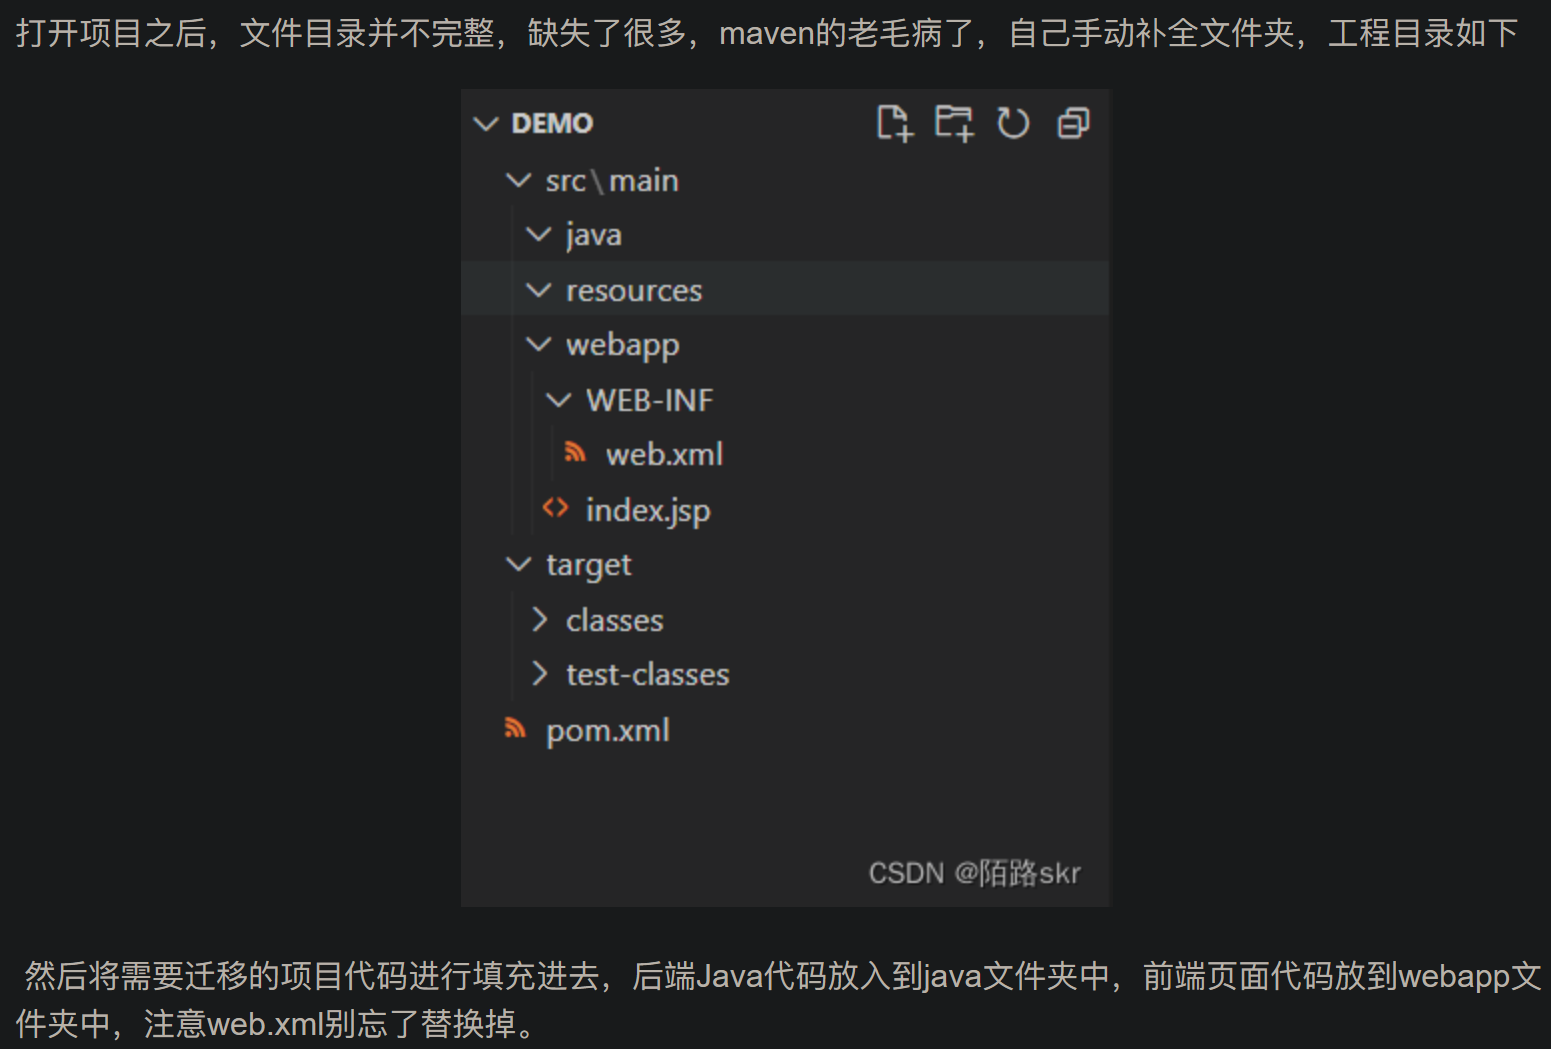 打开项目之后，文件目录并不完整，缺失了很多，maven的老毛病了，自己手动补全文件夹，工程目录如下
DEMO
src\main
java
resources
webapp
WEB-INF
web.xml
index.jsp
target
classes
test-classes
pom.xml
CSDN @陌路skr
然后将需要迁移的项目代码进行填充进去，后端Java代码放入到java文件夹中，前端页面代码放到webapp文
件夹中，注意web.xml别忘了替换掉。